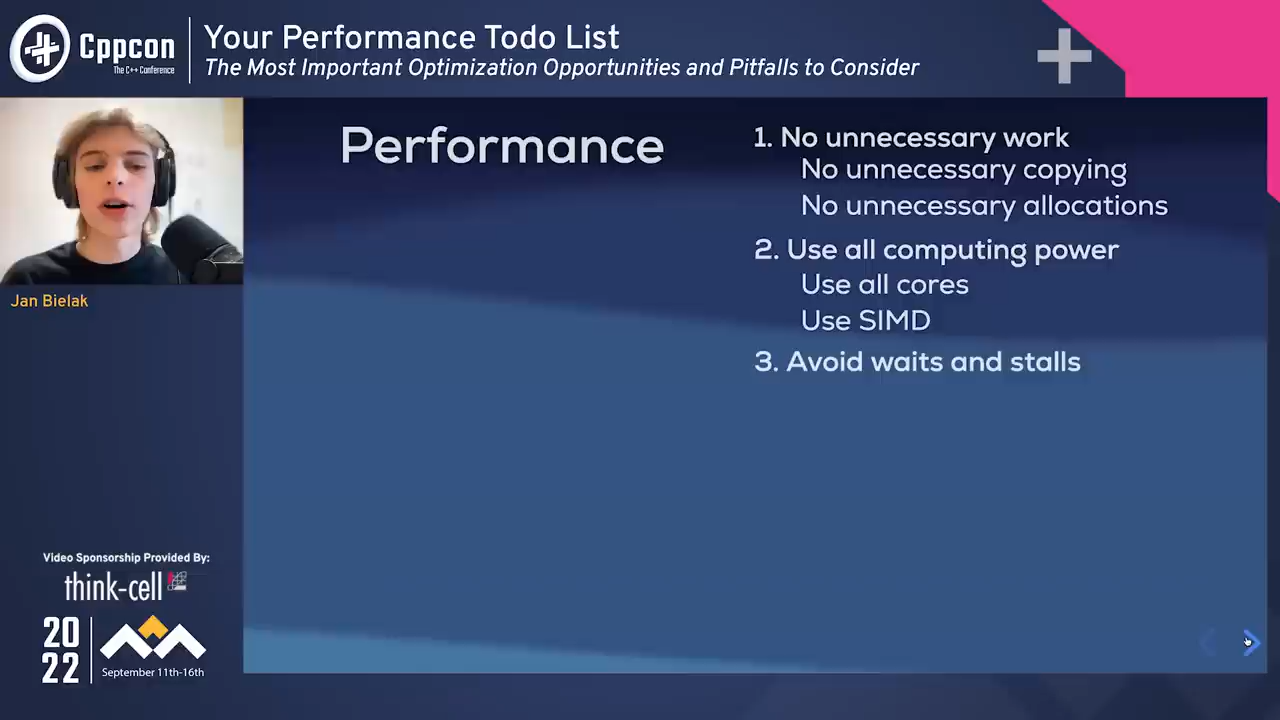 Cppcon
The C++ Conference
Your Performance Todo List
The Most Important Optimization Opportunities and Pitfalls to Consider
Jan Bielak
Performance
1. No unnecessary work
No unnecessary copying
No unnecessary allocations
2. Use all computing power
Use all cores
Use SIMD
3. Avoid waits and stalls
Video Sponsorship Provided By:
think-cell
20
22
September 11th-16th